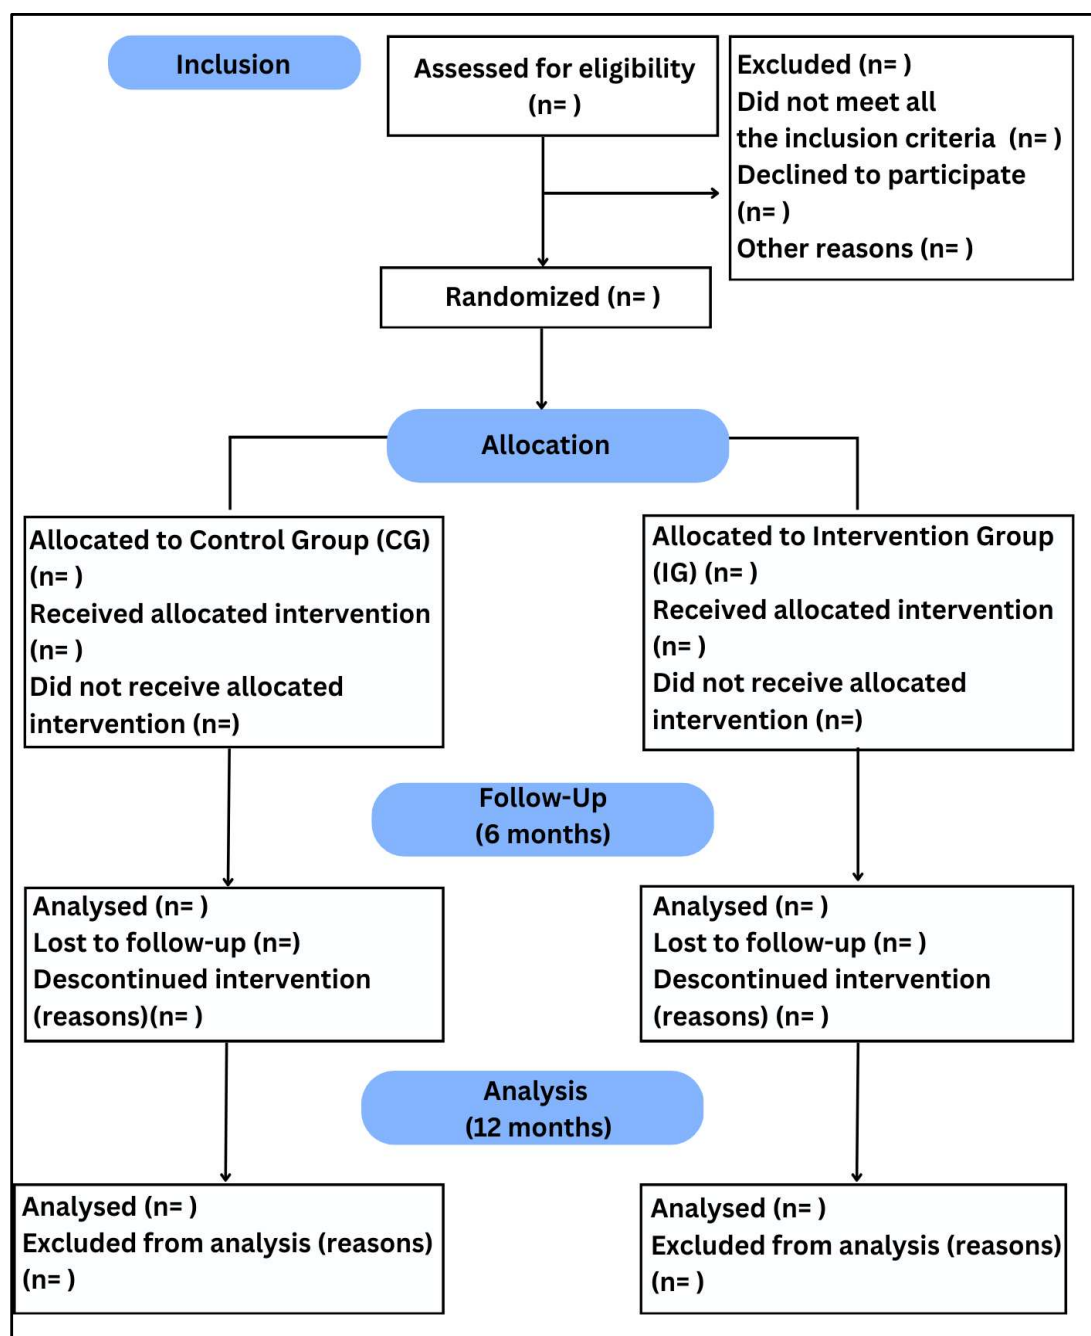 Inclusion
Assessed for eligibility
(n= )
Excluded (n= )
Did not meet all
the inclusion criteria  (n= )
Declined to participate
(n= )
Other reasons (n= )
Randomized (n= )
Allocation
Allocated to Control Group (CG)
(n= )
Received allocated intervention
(n= )
Did not receive allocated
intervention (n=)
Allocated to Intervention Group
(IG) (n= )
Received allocated intervention
(n= )
Did not receive allocated
intervention (n=)
Follow-Up
(6 months)
Analysed (n= )
Lost to follow-up (n=)
Descontinued intervention
(reasons)(n= )
Analysed (n= )
Lost to follow-up (n= )
Descontinued intervention
(reasons) (n= )
Analysis
(12 months)
Analysed (n= )
Excluded from analysis (reasons)
(n= )
Analysed (n= )
Excluded from analysis (reasons)
(n= )